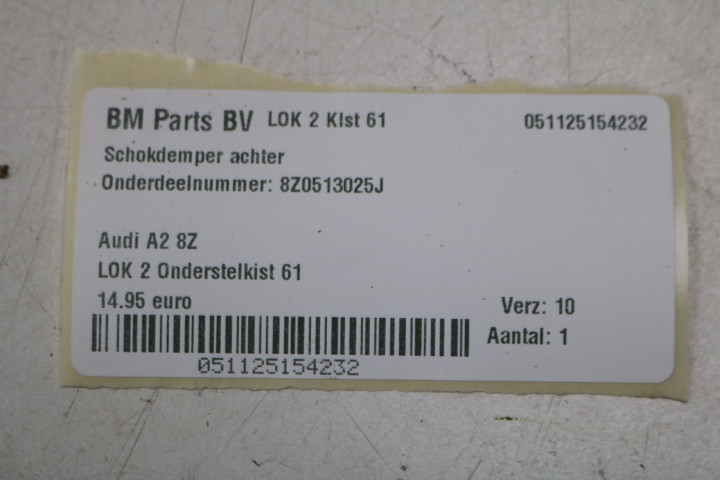 BM Parts BV LOK 2 KIst 61 051125154232
Schokdemper achter
Onderdeelnummer: 8Z0513025J
Audi A2 8Z
LOK 2 Onderstelkist 61
14.95 euro Verz: 10
Aantal: 1
051125154232